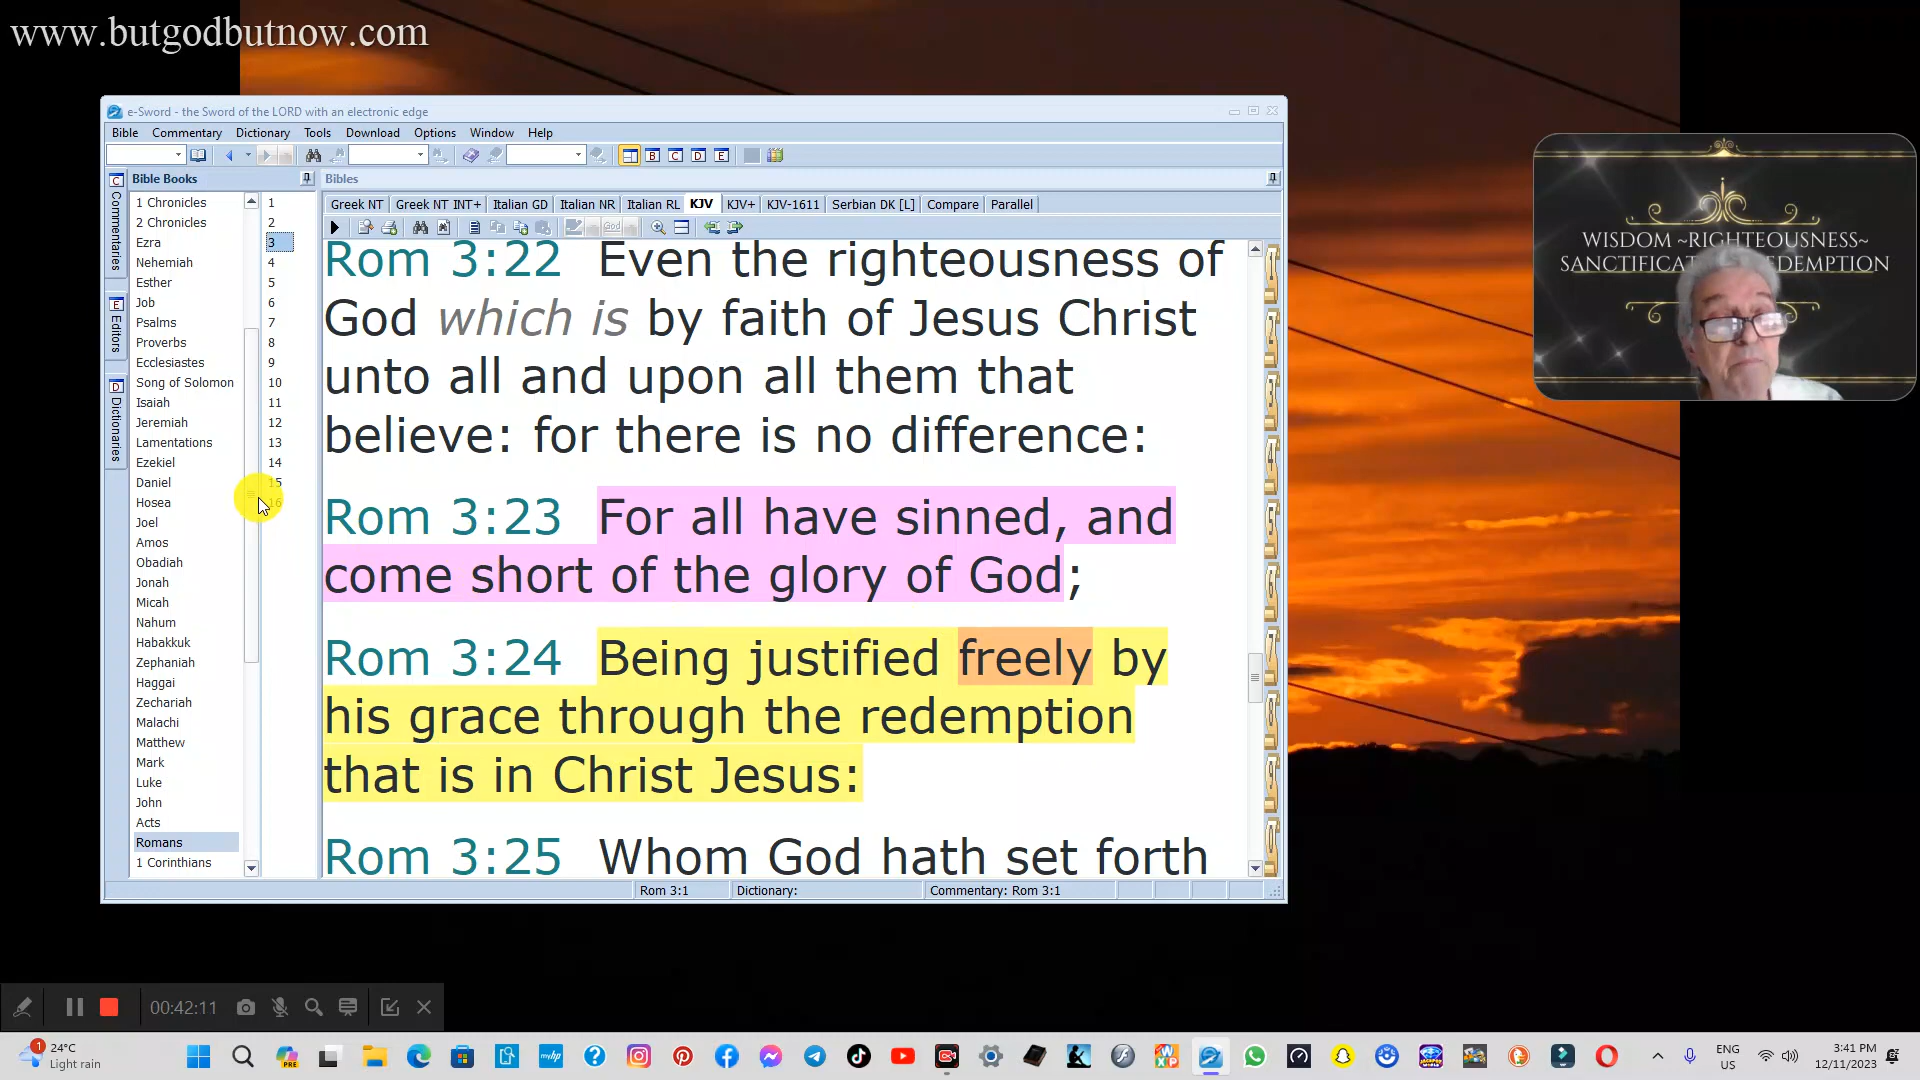 www.butgodbutnow.com
e-Sword - the Sword of the LORD with an electronic edge
Bible Commentary Dictionary Tools Download Options Window Help
B C D E
Bible Books
Bibles
C Commentaries
E Editors
D Dictionaries
1 Chronicles
2 Chronicles
Ezra
Nehemiah
Esther
Job
Psalms
Proverbs
Ecclesiastes
Song of Solomon
Isaiah
Jeremiah
Lamentations
Ezekiel
Daniel
Hosea
Joel
Amos
Obadiah
Jonah
Micah
Nahum
Habakkuk
Zephaniah
Haggai
Zechariah
Malachi
Matthew
Mark
Luke
John
Acts
Romans
1 Corinthians
1
2
3
4
5
6
7
8
9
10
11
12
13
14
15
16
Greek NT Greek NT INT+ Italian GD Italian NR Italian RL KJV KJV+ KJV-1611 Serbian DK [L] Compare Parallel
Rom 3:22 Even the righteousness of
God which is by faith of Jesus Christ
unto all and upon all them that
believe: for there is no difference:
Rom 3:23 For all have sinned, and
come short of the glory of God;
Rom 3:24 Being justified freely by
his grace through the redemption
that is in Christ Jesus:
Rom 3:25 Whom God hath set forth
Rom 3:1 Dictionary: Commentary: Rom 3:1
WISDOM ~RIGHTEOUSNESS~
00:42:11
1
24°C
Light rain
PRE
myhp
ENG
US
3:41 PM
12/11/2023